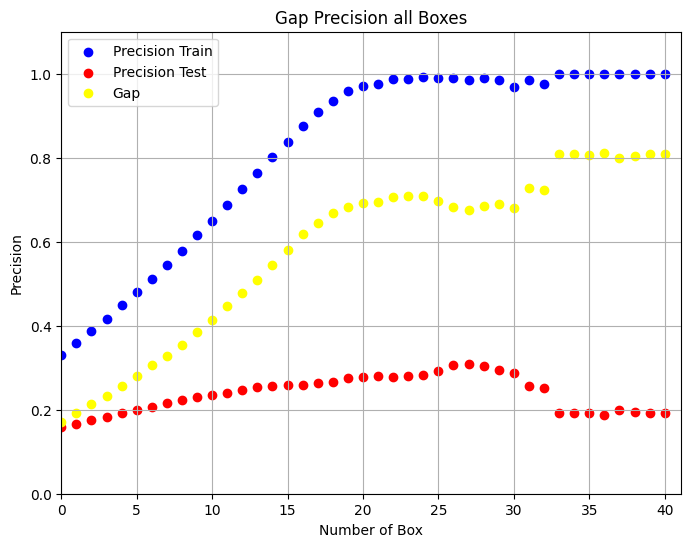 Gap Precision all Boxes
Precision Train
Precision Test
Gap
1.0
0.8
0.6
0.4
0.2
0.0
Precision
0 5 10 15 20 25 30 35 40
Number of Box